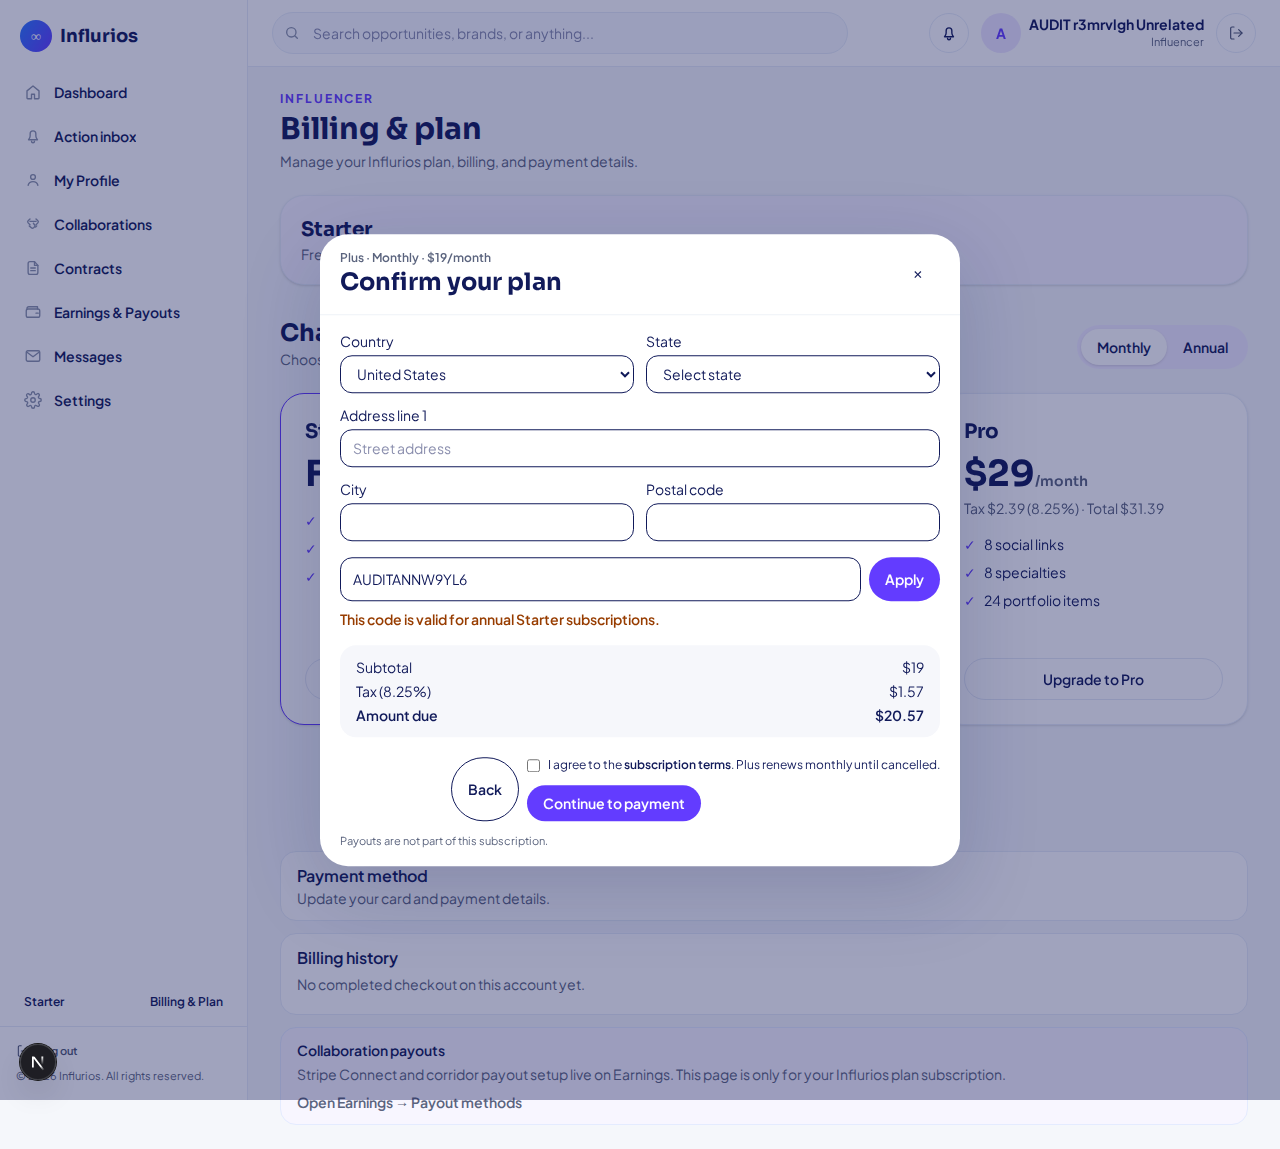 Influrios
Search opportunities, brands, or anything...
A
AUDIT r3mrvlgh Unrelated
Influencer
Dashboard
Action inbox
My Profile
Collaborations
Contracts
Earnings & Payouts
Messages
Settings
INFLUENCER
Billing & plan
Manage your Influrios plan, billing, and payment details.
Starter
Monthly
Annual
Plus · Monthly · $19/month
Confirm your plan
×
Country
State
United States
Select state
Address line 1
Street address
City
Postal code
AUDITANNW9YL6
Apply
This code is valid for annual Starter subscriptions.
Subtotal
$19
Tax (8.25%)
$1.57
Amount due
$20.57
Back
I agree to the subscription terms. Plus renews monthly until cancelled.
Continue to payment
Payouts are not part of this subscription.
Pro
$29/month
Tax $2.39 (8.25%) · Total $31.39
✓ 8 social links
✓ 8 specialties
✓ 24 portfolio items
Upgrade to Pro
Payment method
Update your card and payment details.
Billing history
No completed checkout on this account yet.
Collaboration payouts
Stripe Connect and corridor payout setup live on Earnings. This page is only for your Influrios plan subscription.
Open Earnings → Payout methods
Starter
Billing & Plan
out
N
Influrios. All rights reserved.